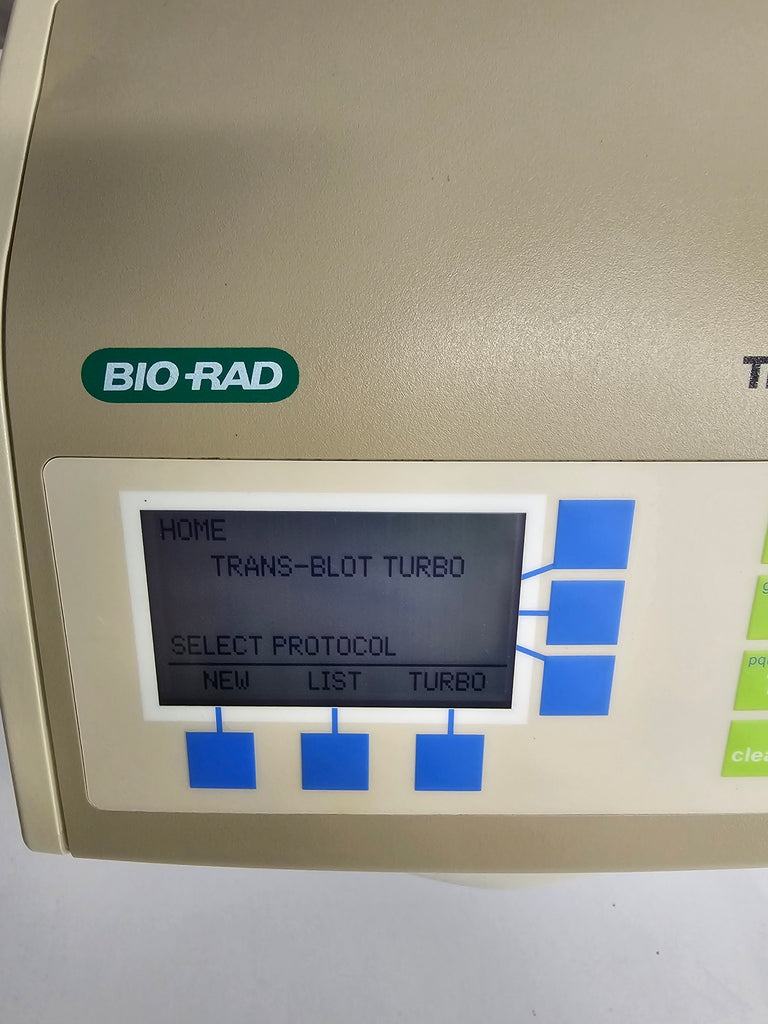 BIO-RAD
HOME
TRANS-BLOT TURBO
SELECT PROTOCOL
NEW LIST TURBO